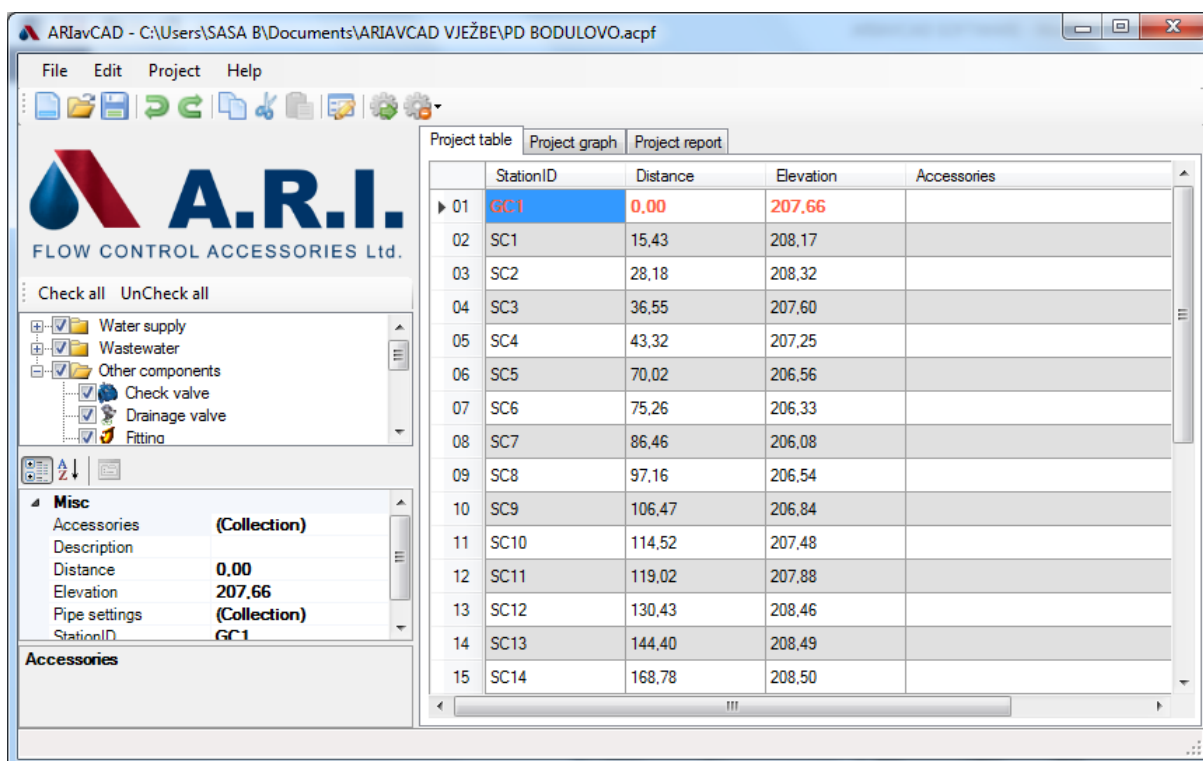 ARIavCAD - C:\Users\SASA B\Documents\ARIAVCAD VJEŽBE\PD BODULOVO.acpf
File Edit Project Help
A.R.I.
FLOW CONTROL ACCESSORIES Ltd.
Check all UnCheck all
Water supply
Wastewater
Other components
Check valve
Drainage valve
Fitting
Misc
Accessories (Collection)
Description
Distance 0,00
Elevation 207,66
Pipe settings (Collection)
StationID GC1
Accessories
Project table Project graph Project report
StationID Distance Elevation Accessories
01 GC1 0,00 207,66
02 SC1 15,43 208,17
03 SC2 28,18 208,32
04 SC3 36,55 207,60
05 SC4 43,32 207,25
06 SC5 70,02 206,56
07 SC6 75,26 206,33
08 SC7 86,46 206,08
09 SC8 97,16 206,54
10 SC9 106,47 206,84
11 SC10 114,52 207,48
12 SC11 119,02 207,88
13 SC12 130,43 208,46
14 SC13 144,40 208,49
15 SC14 168,78 208,50